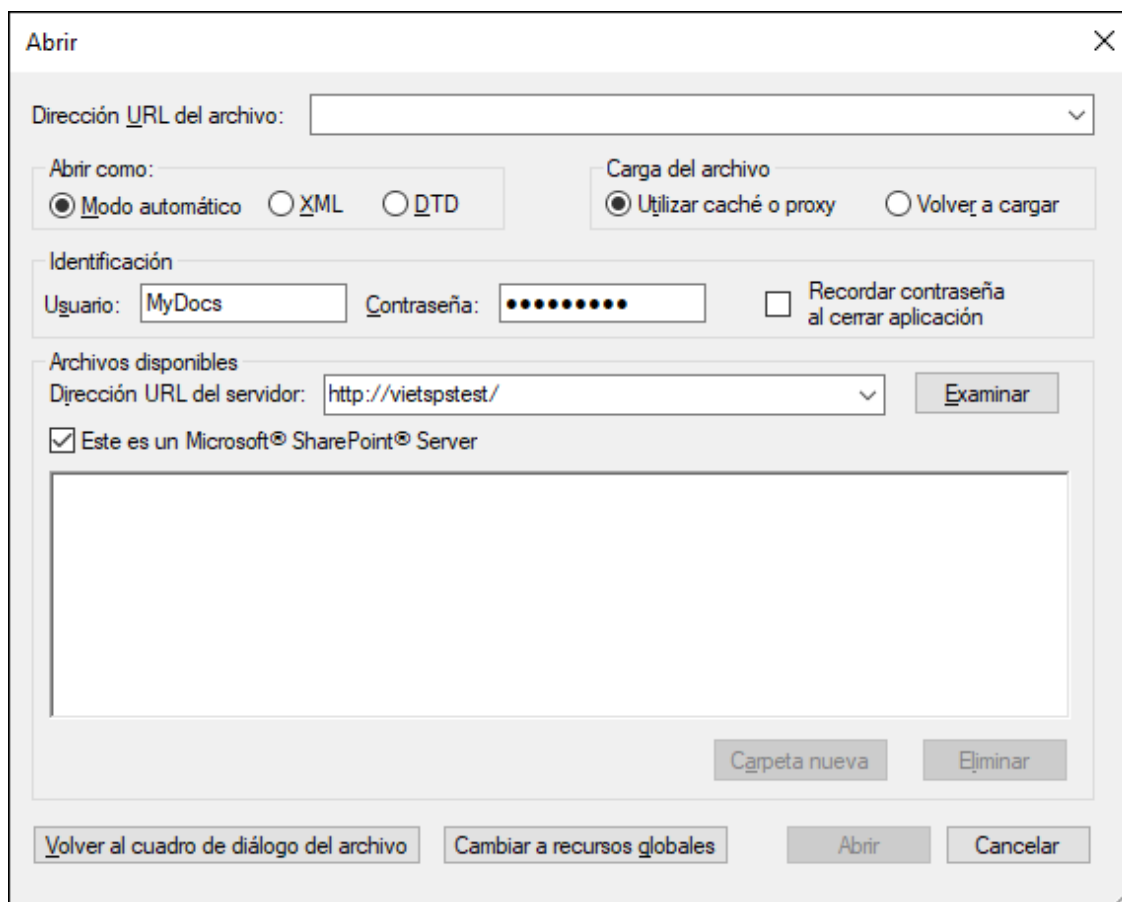 Abrir
Dirección URL del archivo:
Abrir como:
Modo automático XML DTD
Carga del archivo
Utilizar caché o proxy Volver a cargar
Identificación
Usuario: MyDocs Contraseña: ●●●●●●●●●
Recordar contraseña
al cerrar aplicación
Archivos disponibles
Dirección URL del servidor: http://vietspstest/ Examinar
Este es un Microsoft® SharePoint® Server
Carpeta nueva Eliminar
Volver al cuadro de diálogo del archivo Cambiar a recursos globales Abrir Cancelar